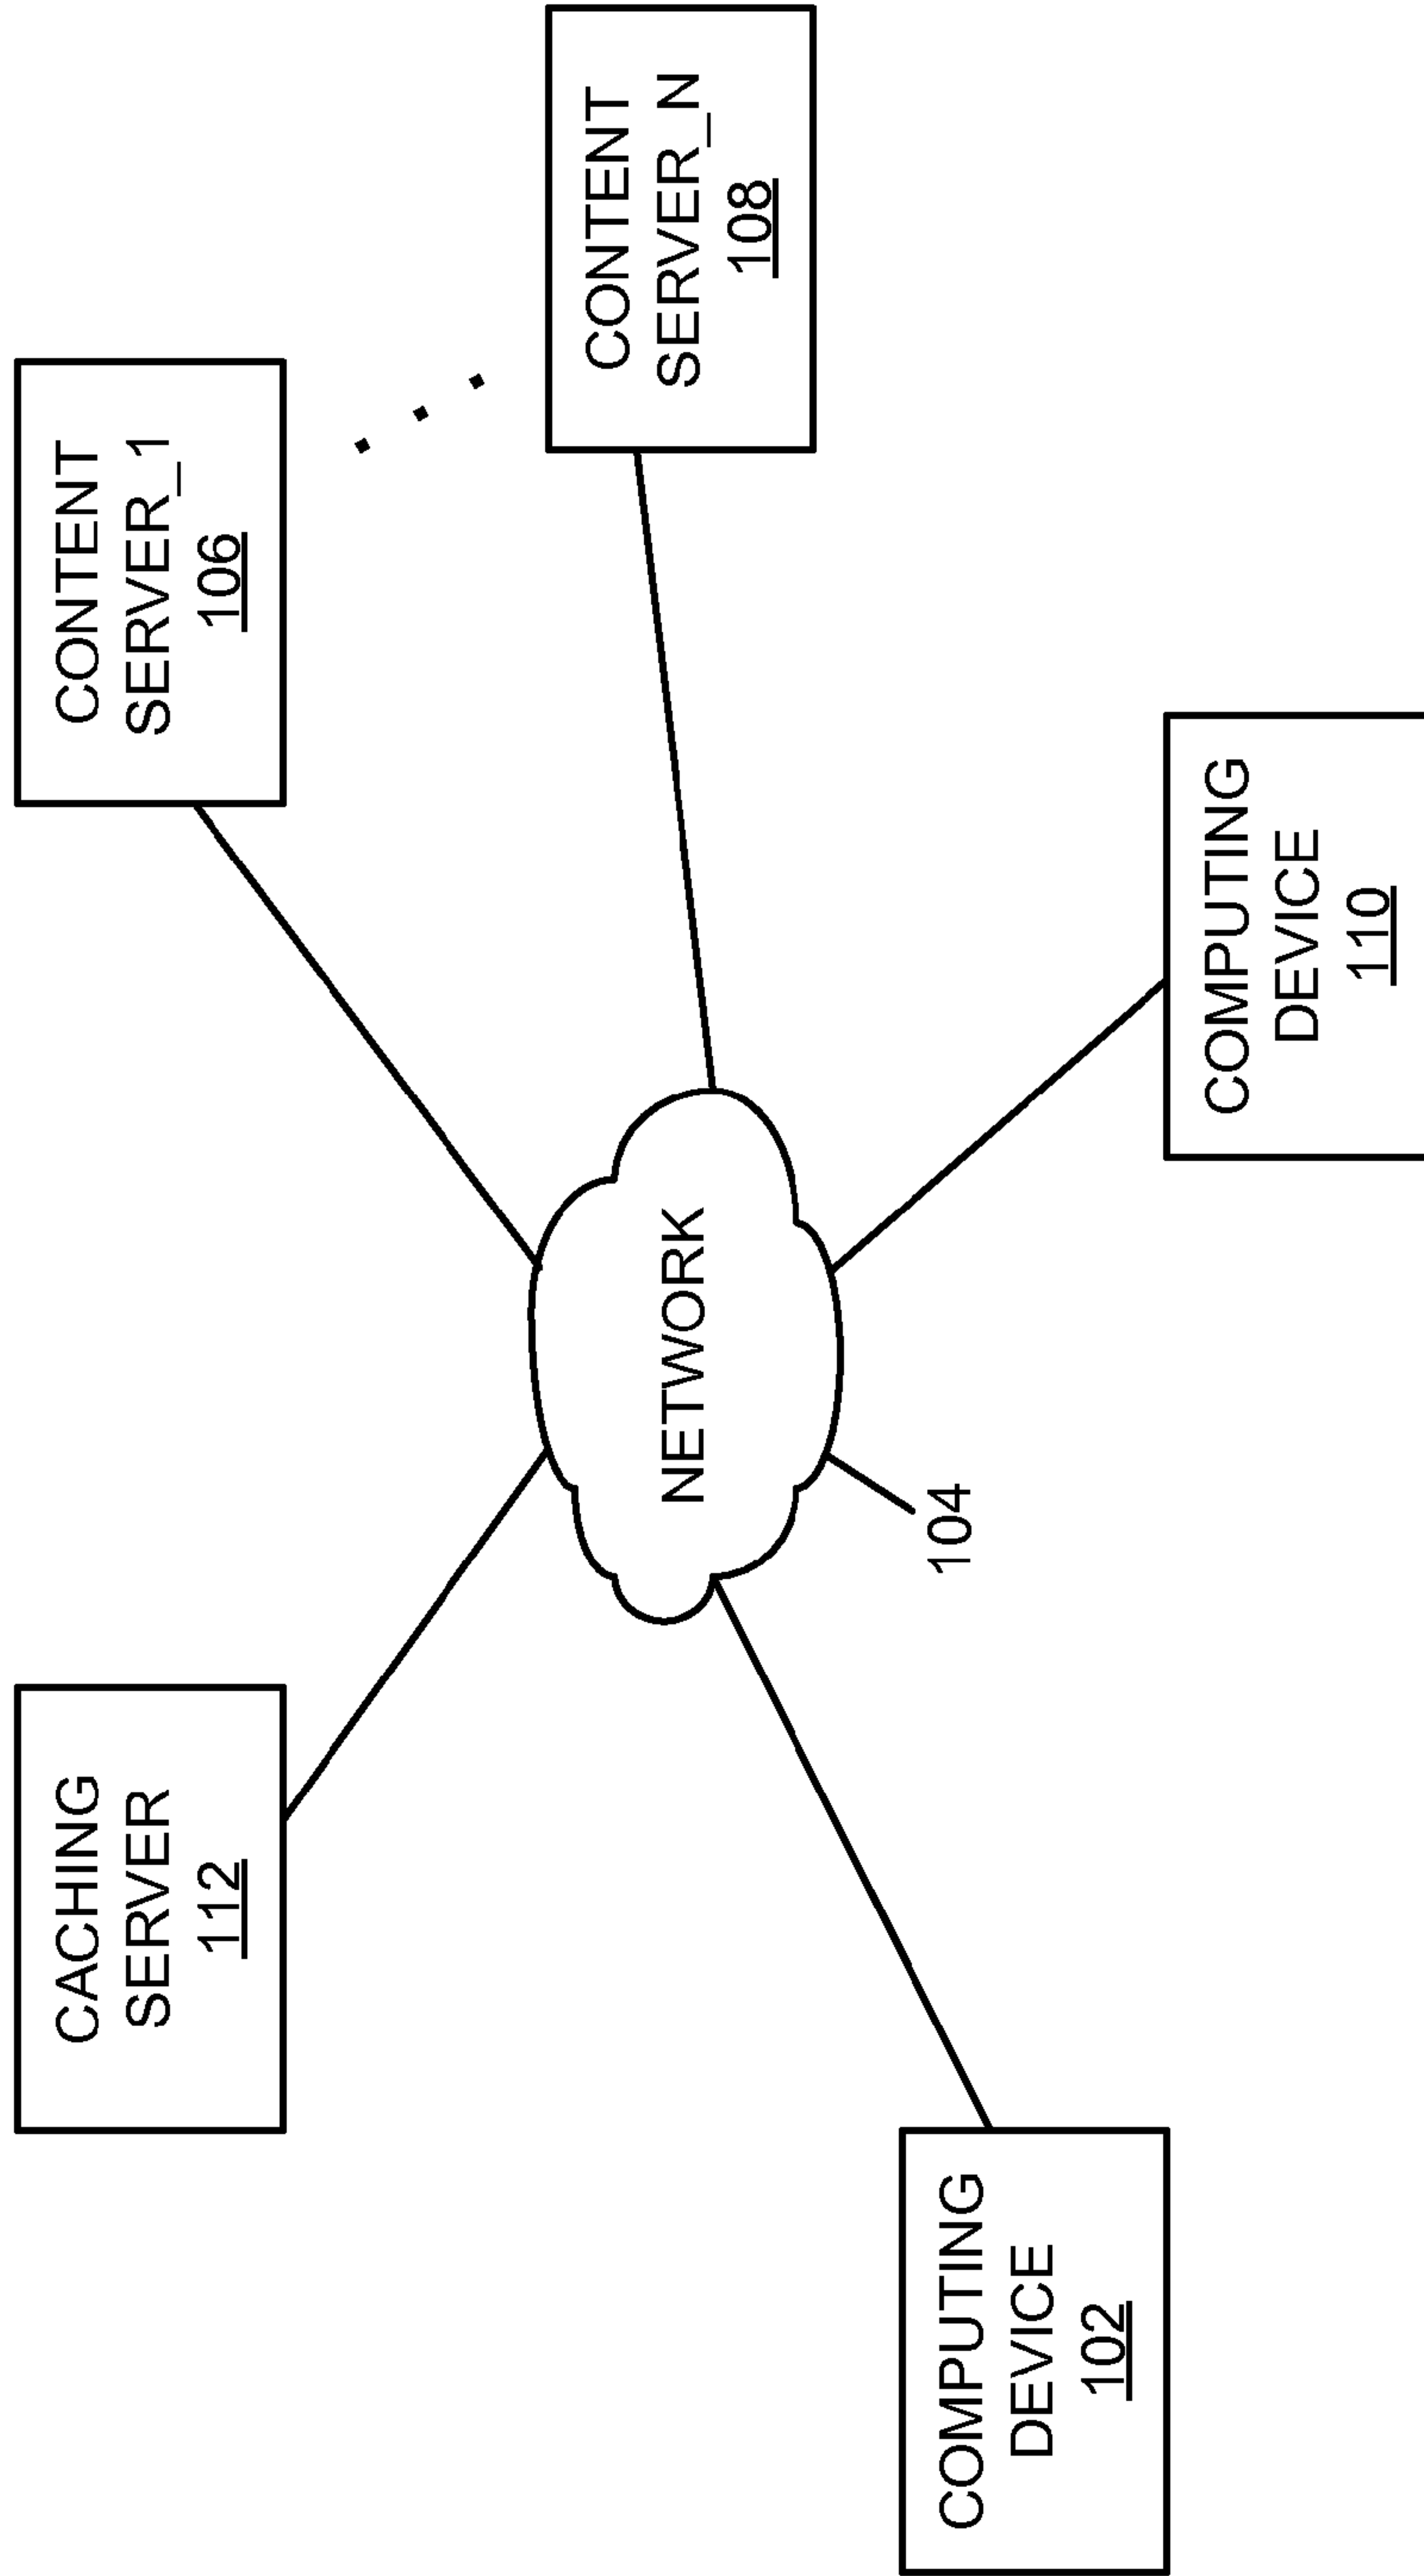 CACHING
SERVER
112
CONTENT
SERVER_1
106
CONTENT
SERVER_N
108
NETWORK
104
COMPUTING
DEVICE
102
COMPUTING
DEVICE
110